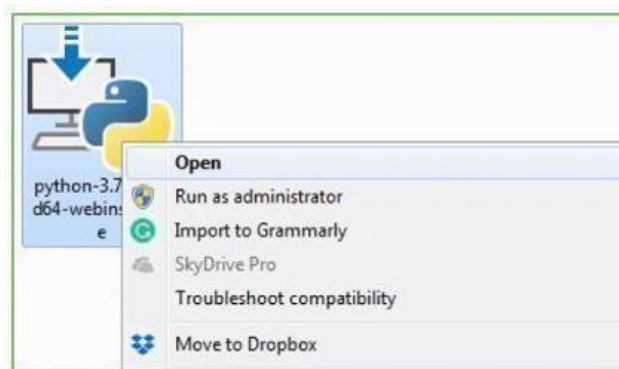 python-3.7
d64-webins
e
Open
Run as administrator
Import to Grammarly
SkyDrive Pro
Troubleshoot compatibility
Move to Dropbox